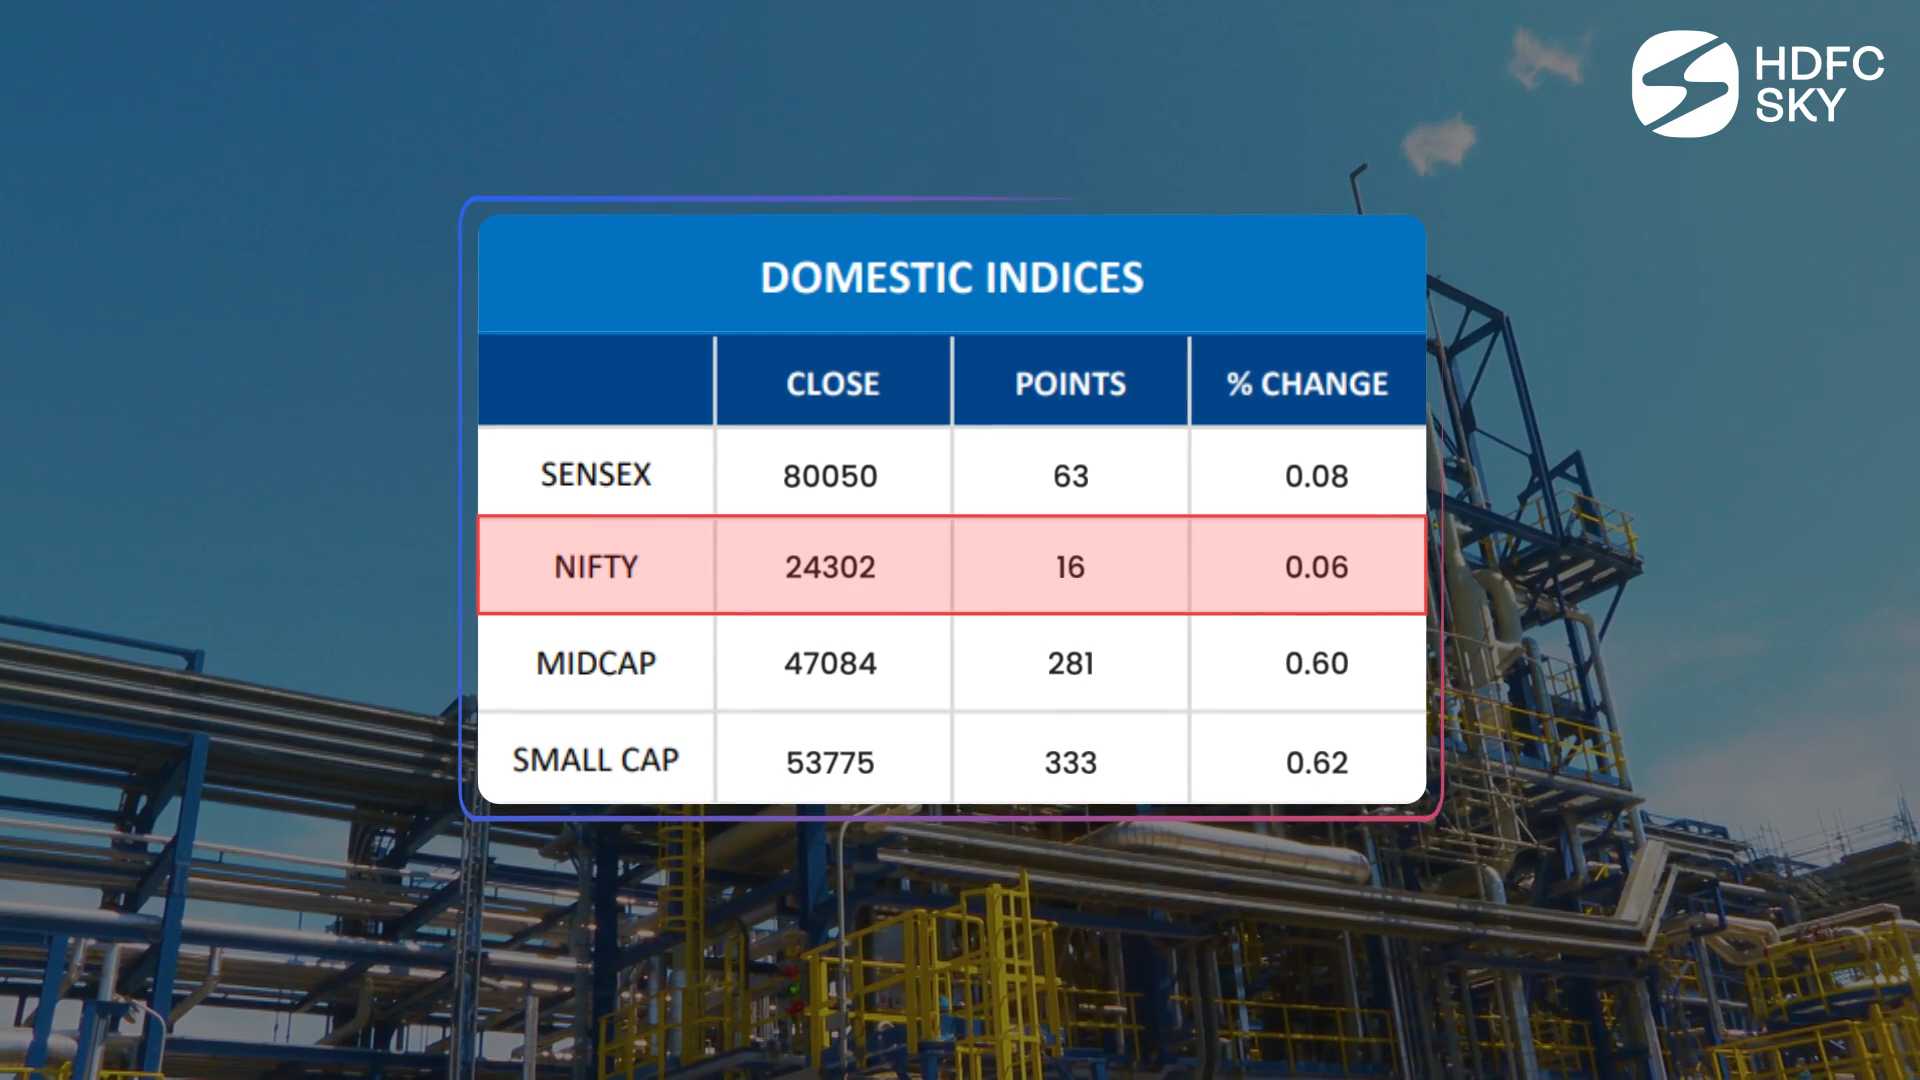 HDFC
SKY
DOMESTIC INDICES
CLOSE POINTS % CHANGE
SENSEX 80050 63 0.08
NIFTY 24302 16 0.06
MIDCAP 47084 281 0.60
SMALL CAP 53775 333 0.62